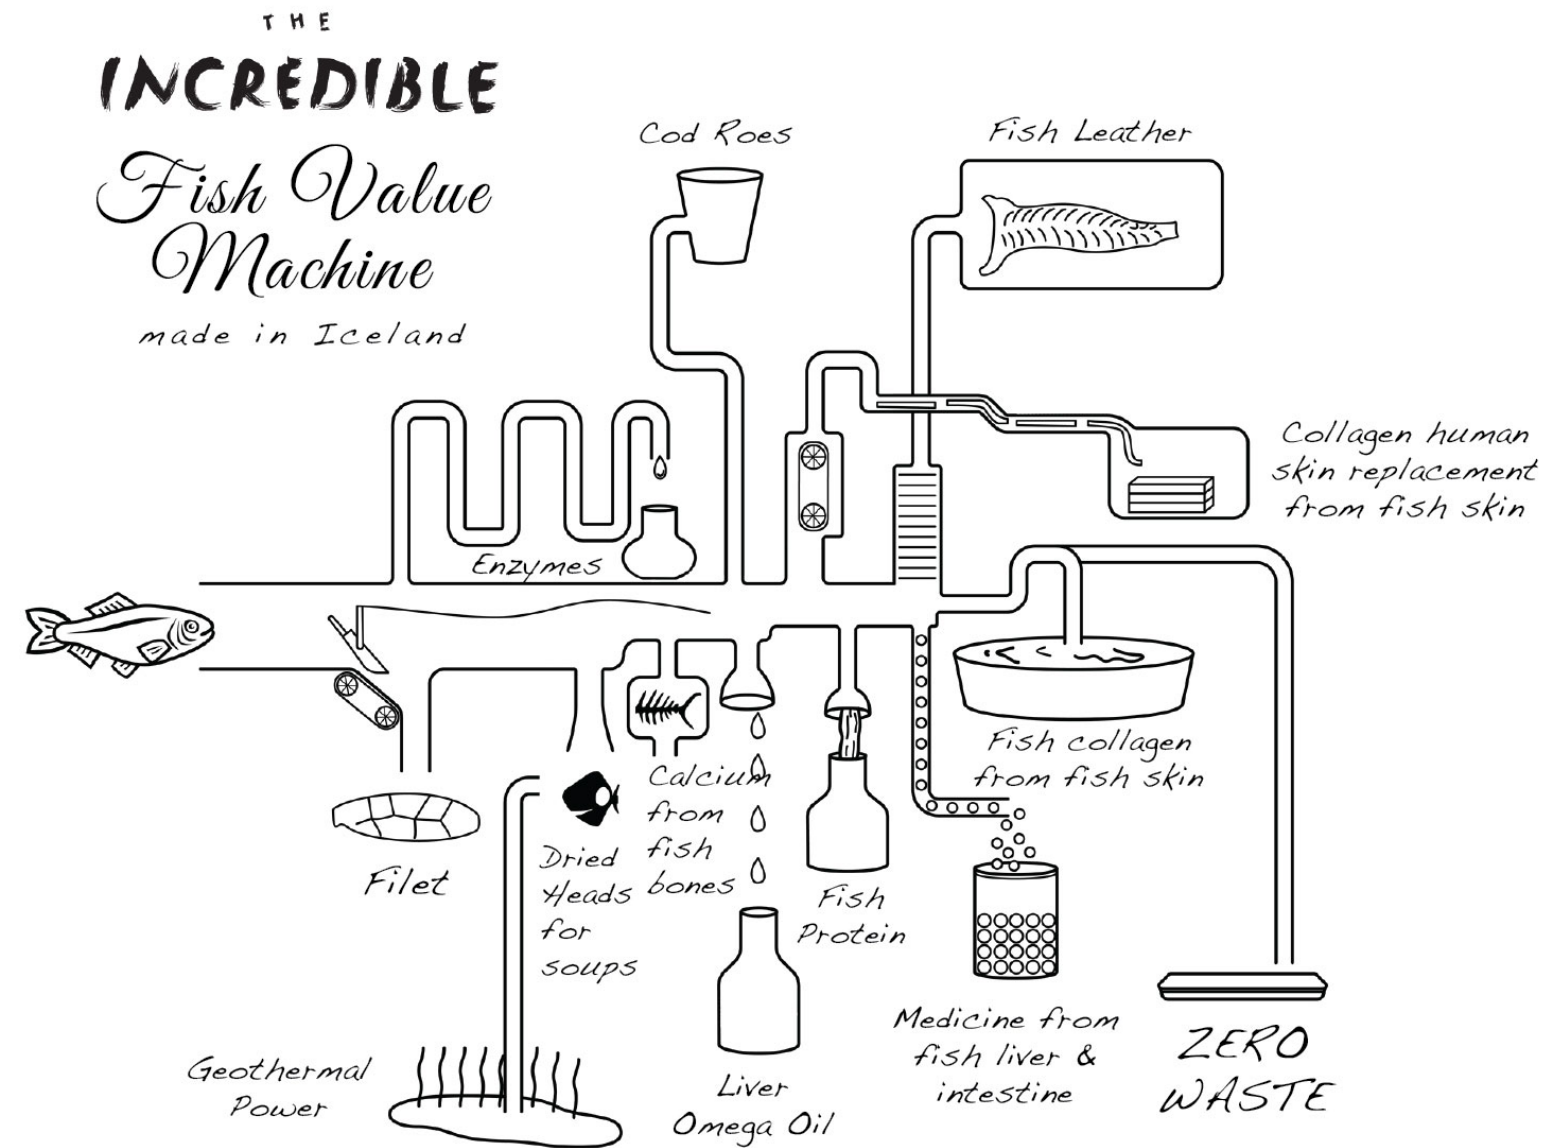 THE
INCREDIBLE
Fish Value
Machine
made in Iceland
Cod Roes
Fish Leather
Collagen human
skin replacement
from fish skin
Enzymes
Fish collagen
from fish skin
Filet
Dried
Heads
for
soups
Calcium
from
fish
bones
Fish
Protein
Liver
Omega Oil
Medicine from
fish liver &
intestine
ZERO
WASTE
Geothermal
Power